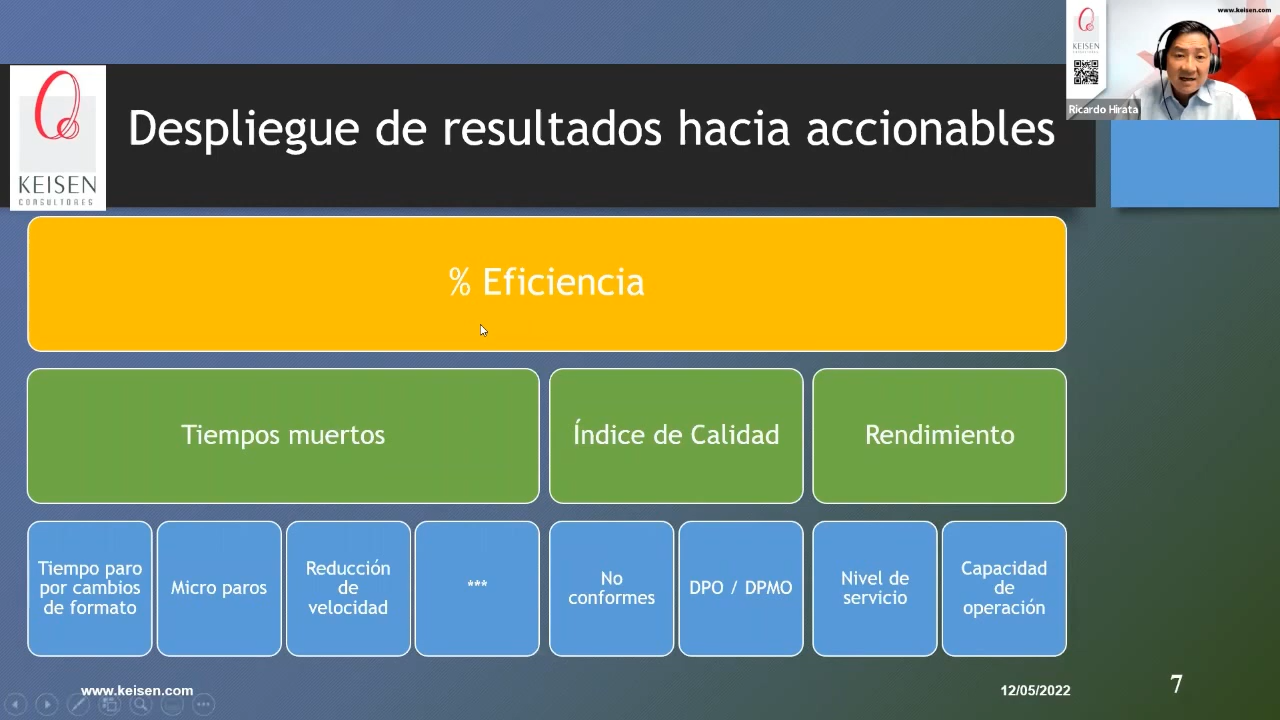 www.keisen.com
KEISEN
Ricardo Hirata
KEISEN
CONSULTORES
Despliegue de resultados hacia accionables
% Eficiencia
Tiempos muertos
Índice de Calidad
Rendimiento
Tiempo paro
por cambios
de formato
Micro paros
Reducción
de
velocidad
***
No
conformes
DPO / DPMO
Nivel de
servicio
Capacidad
de
operación
www.keisen.com
12/05/2022
7